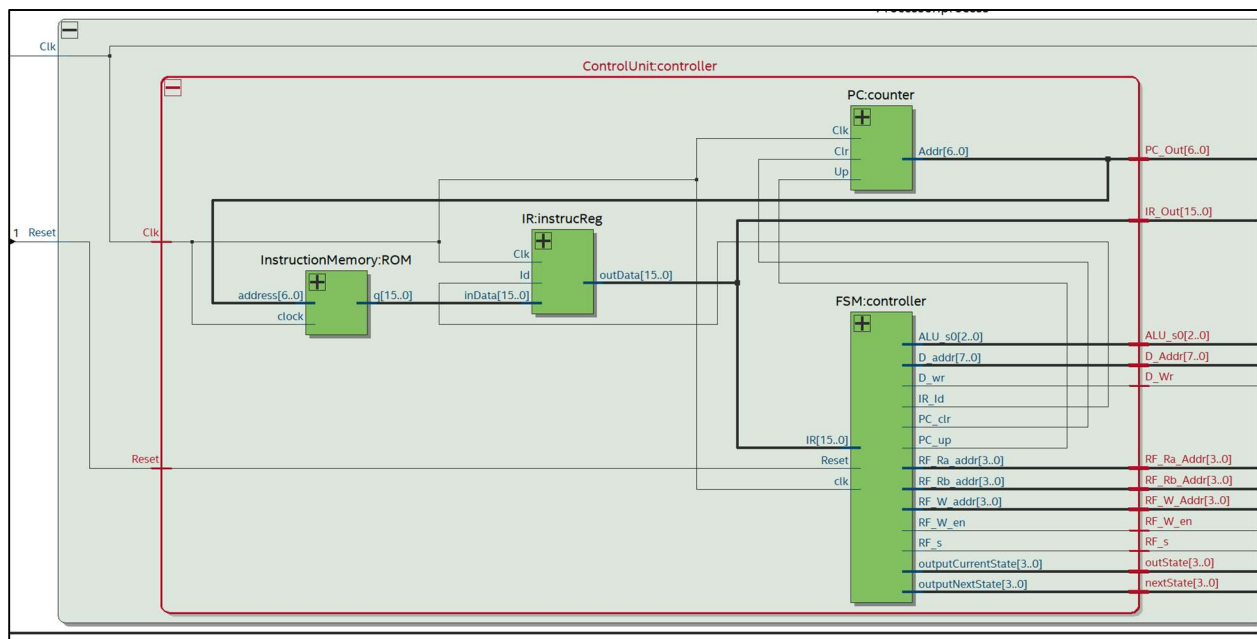 Clk
ControlUnit:controller
PC:counter
Clk
Clr
Up
Addr[6..0]
PC_Out[6..0]
IR_Out[15..0]
1
Reset
Clk
IR:instrucReg
Clk
Id
inData[15..0]
outData[15..0]
InstructionMemory:ROM
address[6..0]
clock
q[15..0]
FSM:controller
IR[15..0]
Reset
clk
ALU_s0[2..0]
D_addr[7..0]
D_wr
IR_Id
PC_clr
PC_up
RF_Ra_addr[3..0]
RF_Rb_addr[3..0]
RF_W_addr[3..0]
RF_W_en
RF_s
outputCurrentState[3..0]
outputNextState[3..0]
Reset
ALU_s0[2..0]
D_Addr[7..0]
D_Wr
RF_Ra_Addr[3..0]
RF_Rb_Addr[3..0]
RF_W_Addr[3..0]
RF_W_en
RF_s
outState[3..0]
nextState[3..0]